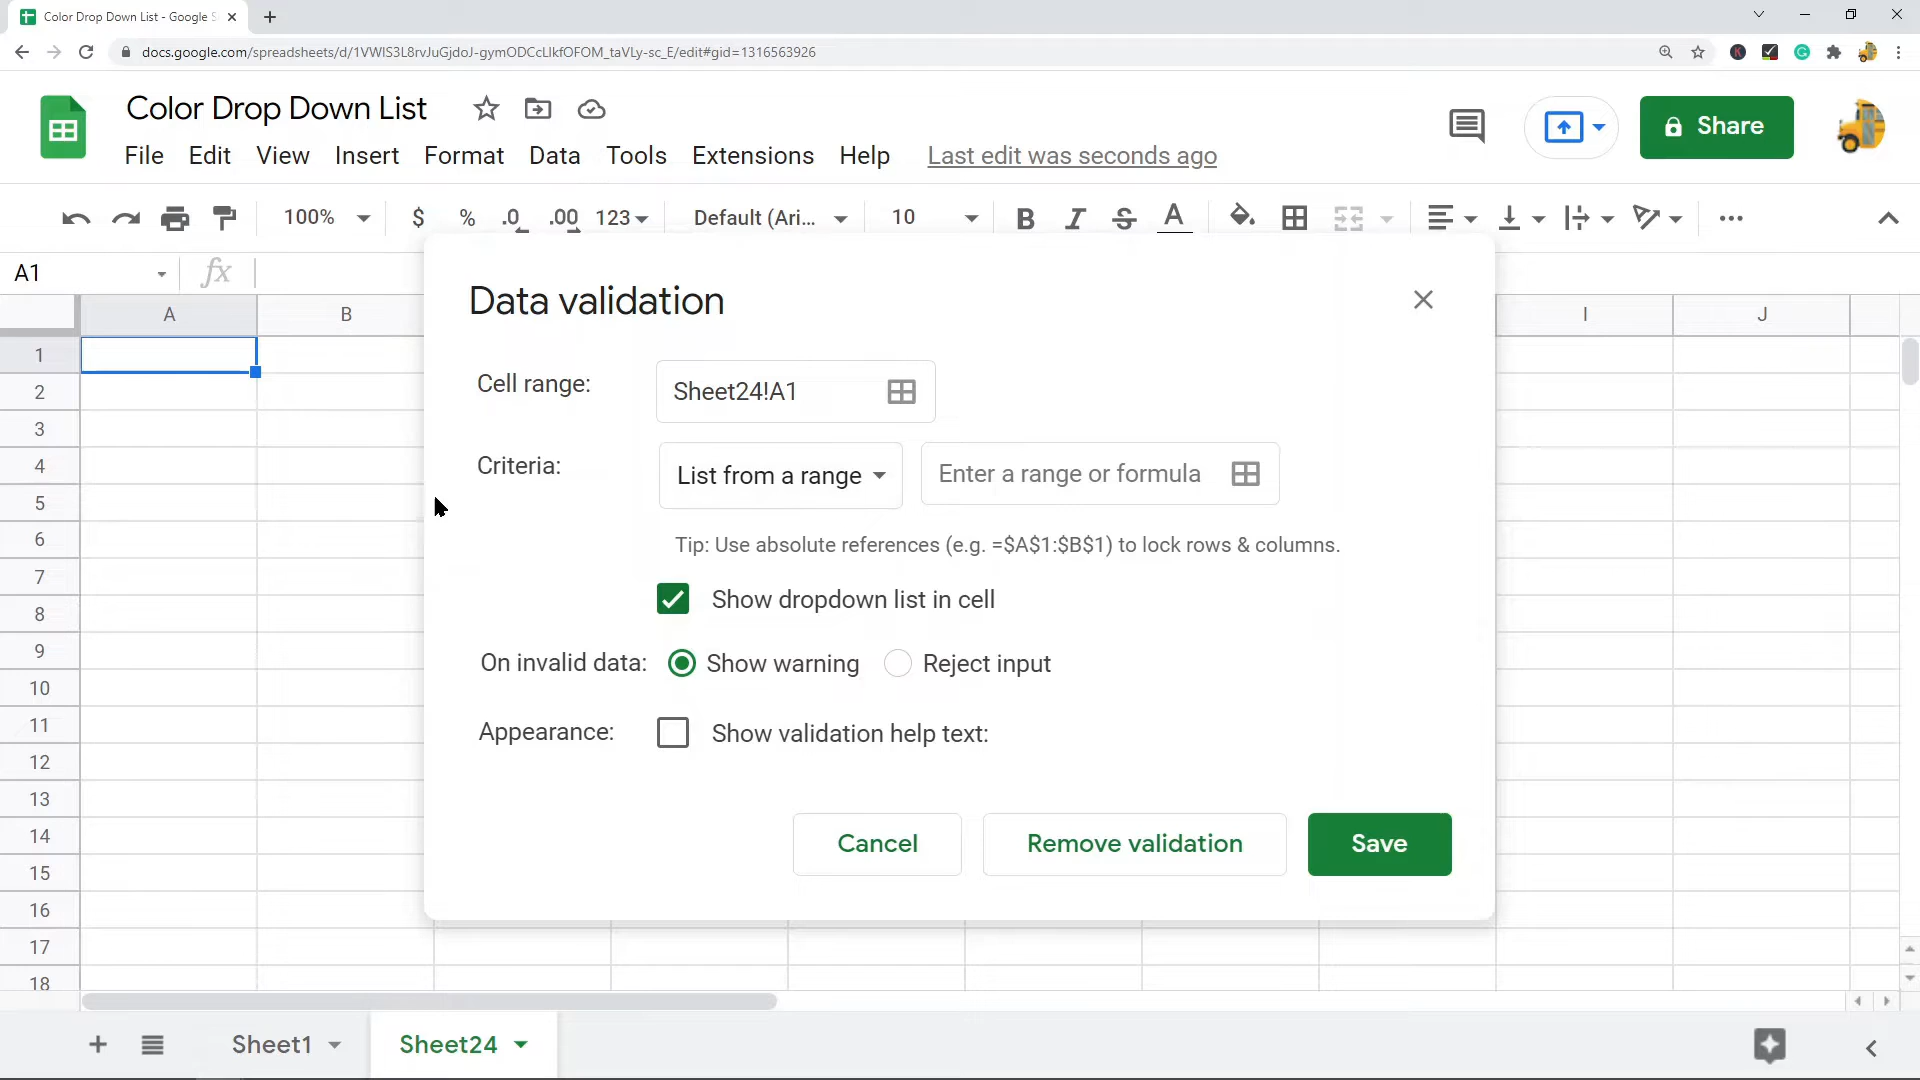 Color Drop Down List - Google S
docs.google.com/spreadsheets/d/1VWIS3L8rvJuGjdoJ-gymODCcLlkfOFOM_taVLy-sc_E/edit#gid=1316563926
Color Drop Down List
Share
File Edit View Insert Format Data Tools Extensions Help Last edit was seconds ago
100% $ % .0 .00 123 Default (Ari... 10 B I S A
A1 fx
Data validation
A B I J
Cell range: Sheet24!A1
Criteria: List from a range Enter a range or formula
Tip: Use absolute references (e.g. =$A$1:$B$1) to lock rows & columns.
Show dropdown list in cell
On invalid data: Show warning Reject input
Appearance: Show validation help text:
Cancel Remove validation Save
1
2
3
4
5
6
7
8
9
10
11
12
13
14
15
16
17
18
Sheet1 Sheet24